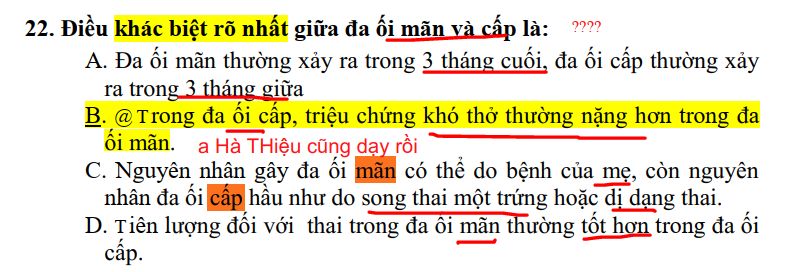 22. Điều khác biệt rõ nhất giữa đa ối mãn và cấp là: ????
A. Đa ối mãn thường xảy ra trong 3 tháng cuối, đa ối cấp thường xảy
ra trong 3 tháng giữa
B. @Trong đa ối cấp, triệu chứng khó thở thường nặng hơn trong đa
ối mãn. a Hà THiệu cũng dạy rồi
C. Nguyên nhân gây đa ối mãn có thể do bệnh của mẹ, còn nguyên
nhân đa ối cấp hầu như do song thai một trứng hoặc dị dạng thai.
D. Tiên lượng đối với thai trong đa ôi mãn thường tốt hơn trong đa ối
cấp.